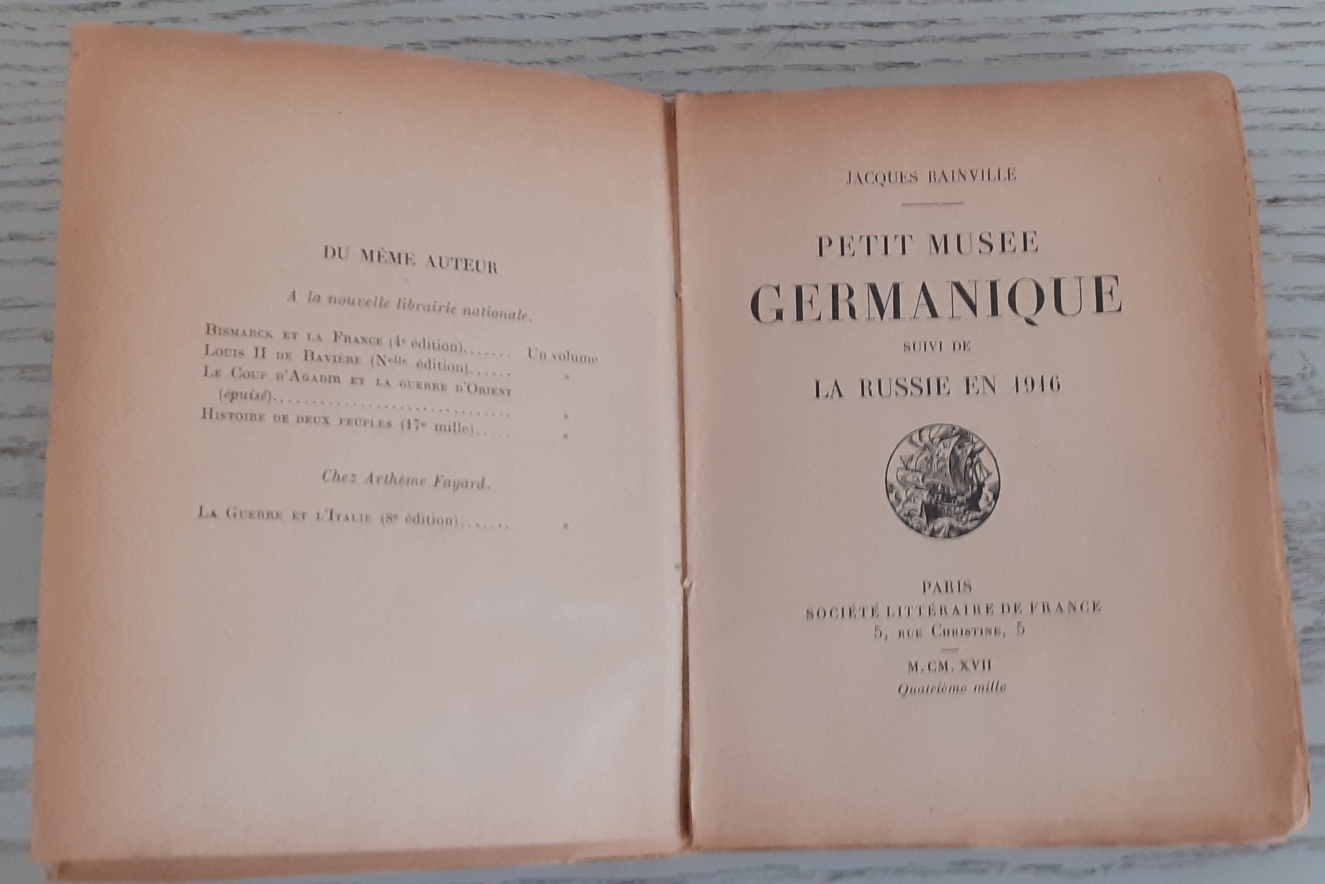 DU MÊME AUTEUR
A la nouvelle librairie nationale.
BISMARCK ET LA FRANCE (4e édition)....... Un volume
LOUIS II DE BAVIÈRE (Nelle édition)...... »
LE COUP D'AGADIR ET LA GUERRE D'ORIENT
(épuisé)................................ »
HISTOIRE DE DEUX PEUPLES (17e mille)..... »
Chez Arthème Fayard.
LA GUERRE ET L'ITALIE (8e édition)....... »
JACQUES BAINVILLE
PETIT MUSEE
GERMANIQUE
SUIVI DE
LA RUSSIE EN 1916
PARIS
SOCIÉTÉ LITTÉRAIRE DE FRANCE
5, RUE CHRISTINE, 5
M.CM.XVII
Quatrième mille